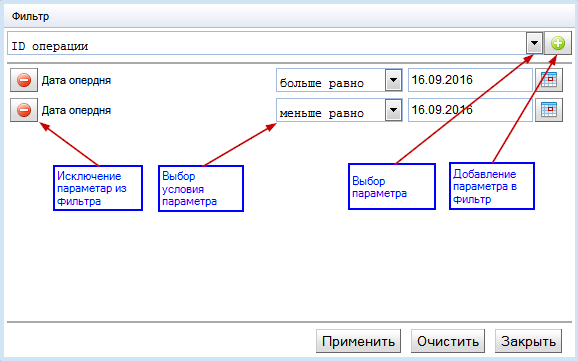 Фильтр
ID операции
Дата опердня больше равно 16.09.2016
Дата опердня меньше равно 16.09.2016
Исключение
параметар из
фильтра
Выбор
условия
параметра
Выбор
параметра
Добавление
параметра в
фильтр
Применить Очистить Закрыть